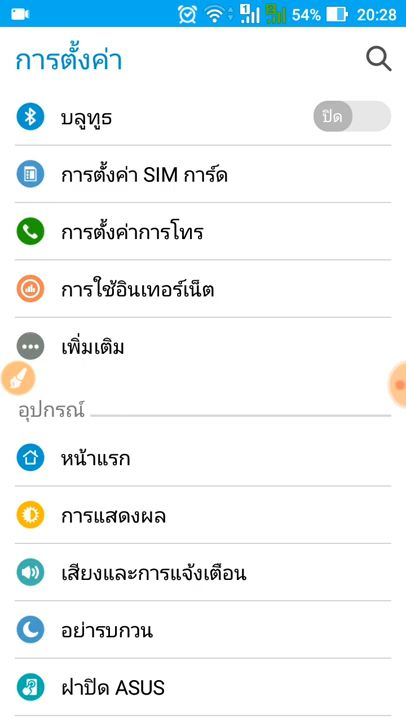 54% 20:28
การตั้งค่า
บลูทูธ ปิด
การตั้งค่า SIM การ์ด
การตั้งค่าการโทร
การใช้อินเทอร์เน็ต
เพิ่มเติม
อุปกรณ์
หน้าแรก
การแสดงผล
เสียงและการแจ้งเตือน
อย่ารบกวน
ฝาปิด ASUS